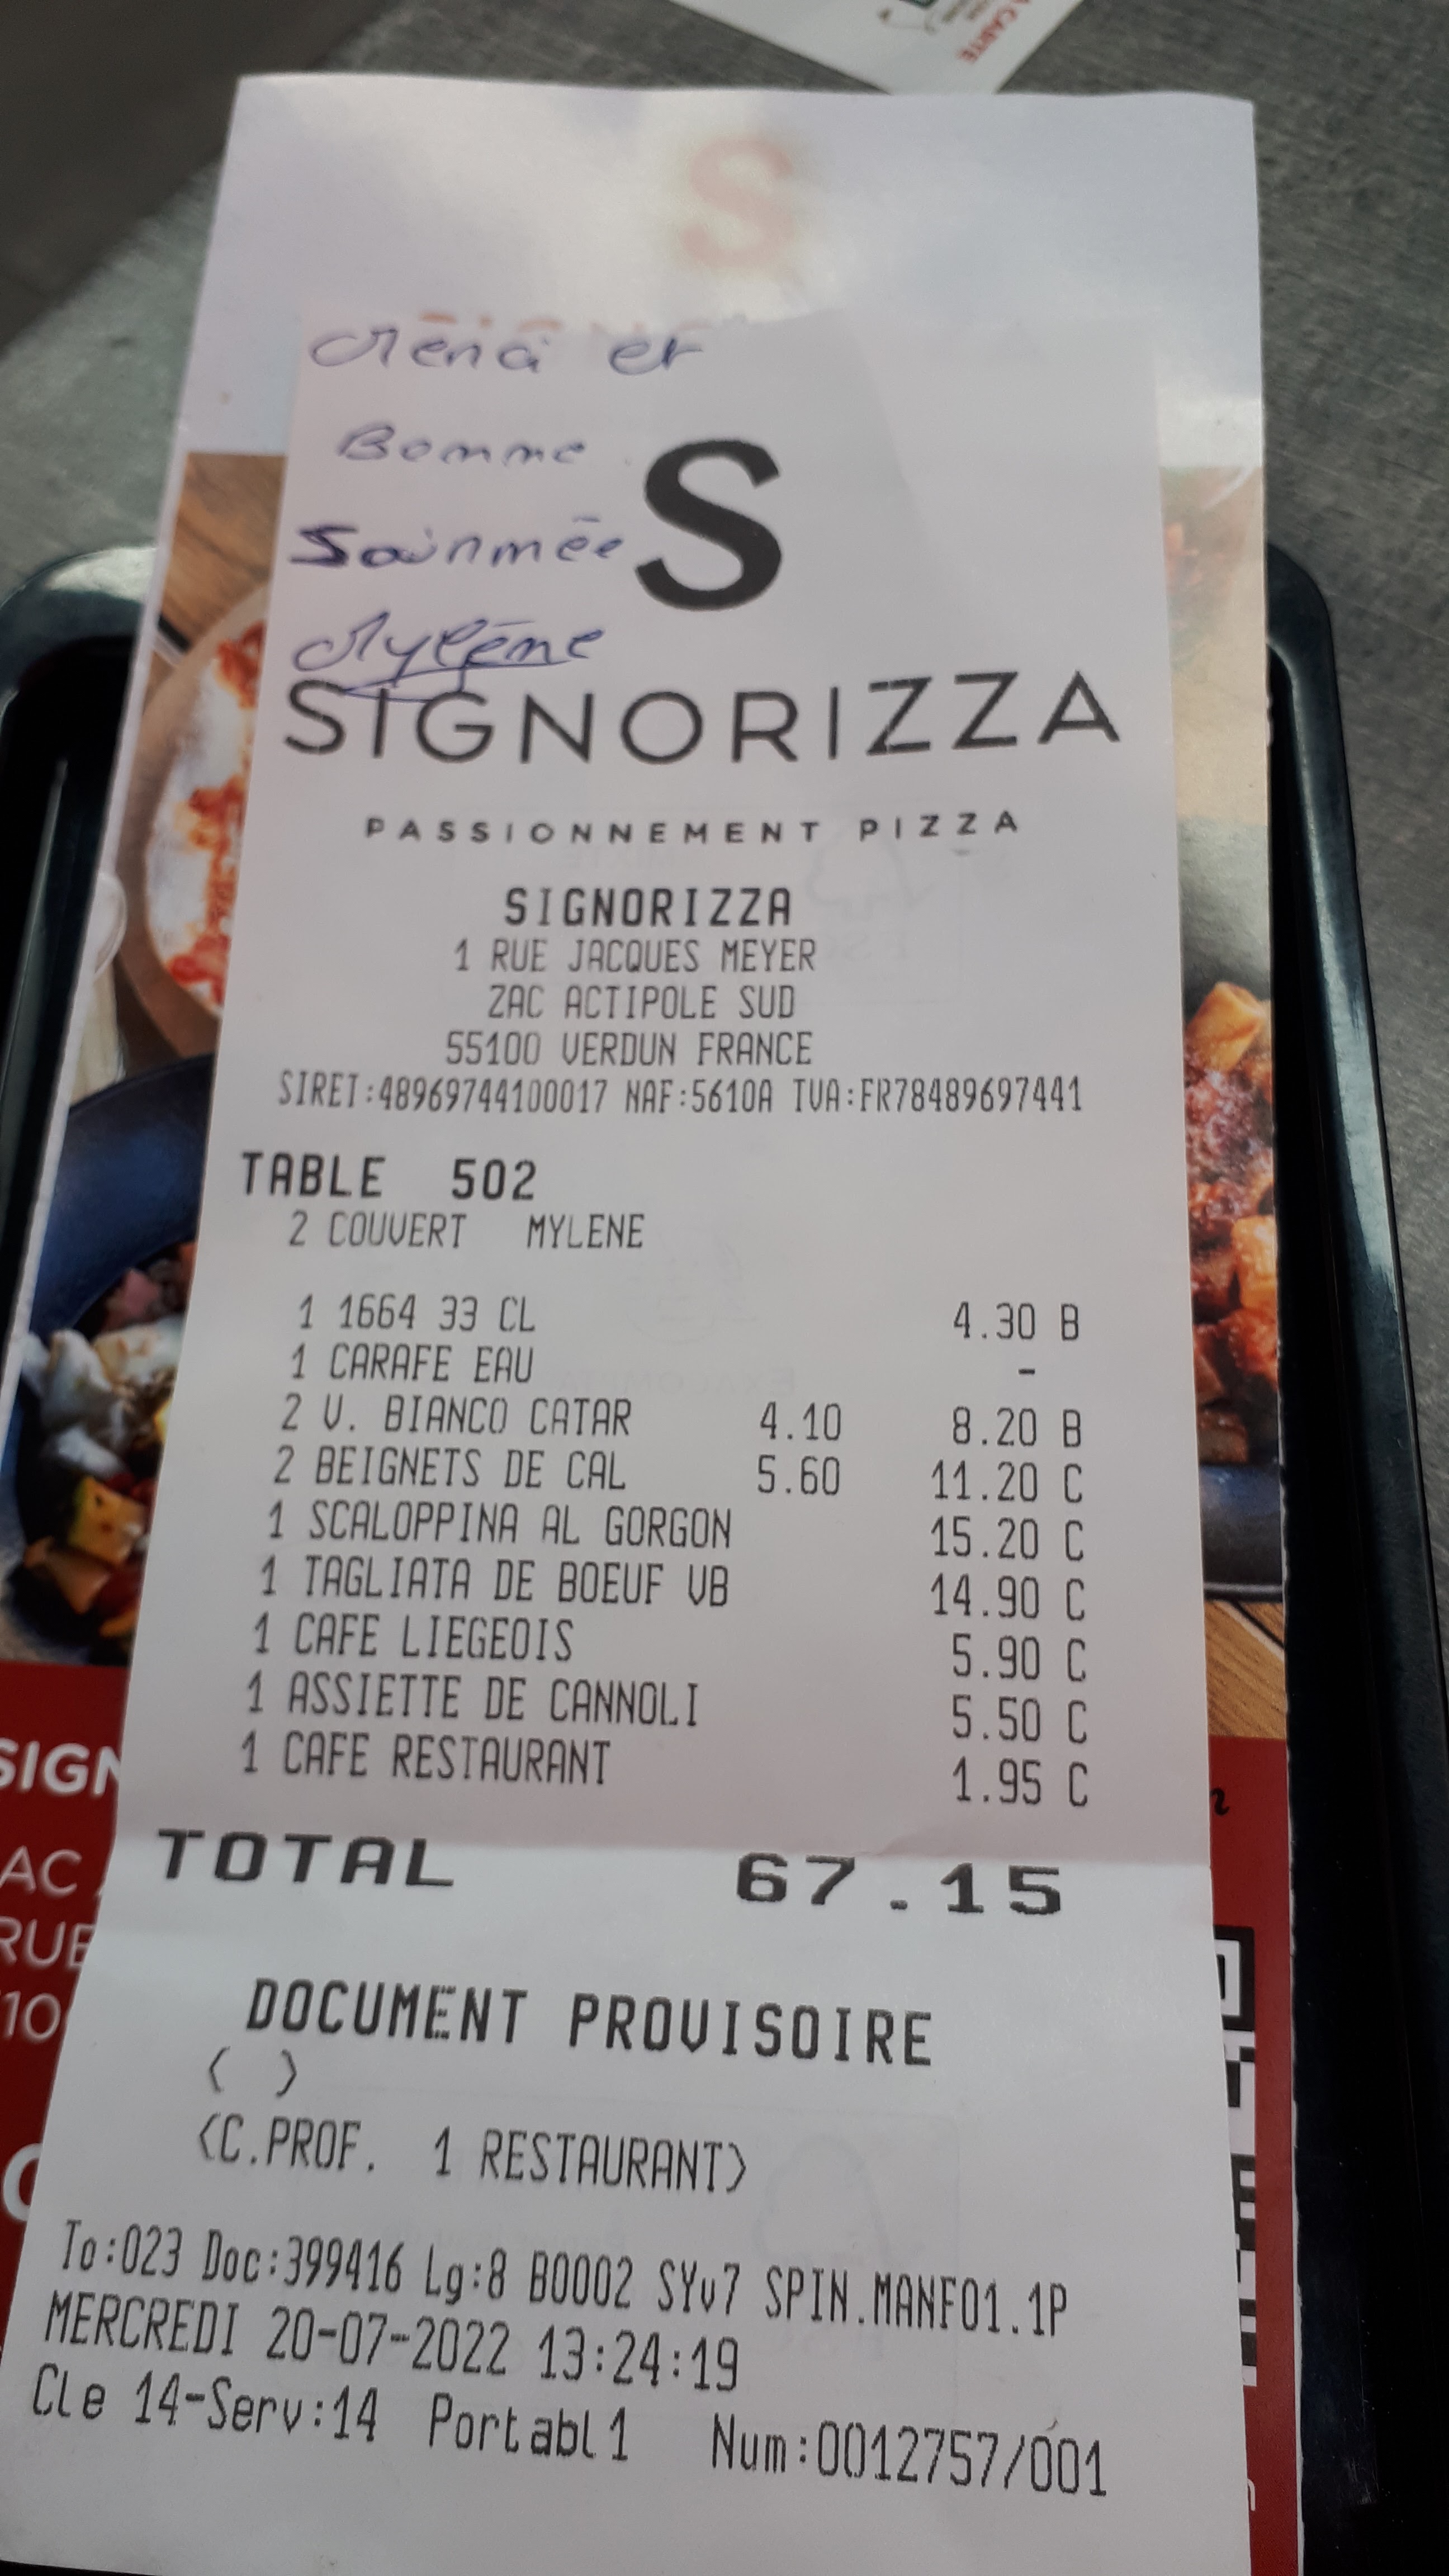 A CARTE
S
Merci et
Bonne
S
Journée
Mylène
SIGNORIZZA
PASSIONNEMENT PIZZA
SIGNORIZZA
1 RUE JACQUES MEYER
ZAC ACTIPOLE SUD
55100 VERDUN FRANCE
SIRET:48969744100017 NAF:5610A TVA:FR78489697441
TABLE 502
2 COUVERT MYLENE
1 1664 33 CL 4.30 B
1 CARAFE EAU -
2 V. BIANCO CATAR 4.10 8.20 B
2 BEIGNETS DE CAL 5.60 11.20 C
1 SCALOPPINA AL GORGON 15.20 C
1 TAGLIATA DE BOEUF VB 14.90 C
1 CAFE LIEGEOIS 5.90 C
1 ASSIETTE DE CANNOLI 5.50 C
1 CAFE RESTAURANT 1.95 C
TOTAL 67.15
DOCUMENT PROVISOIRE
( )
<C.PROF. 1 RESTAURANT>
To:023 Doc:399416 Lg:8 B0002 SYv7 SPIN.MANF01.1P
MERCREDI 20-07-2022 13:24:19
Cle 14-Serv:14 Portabl1 Num:0012757/001
SIGN
AC
RUE
10